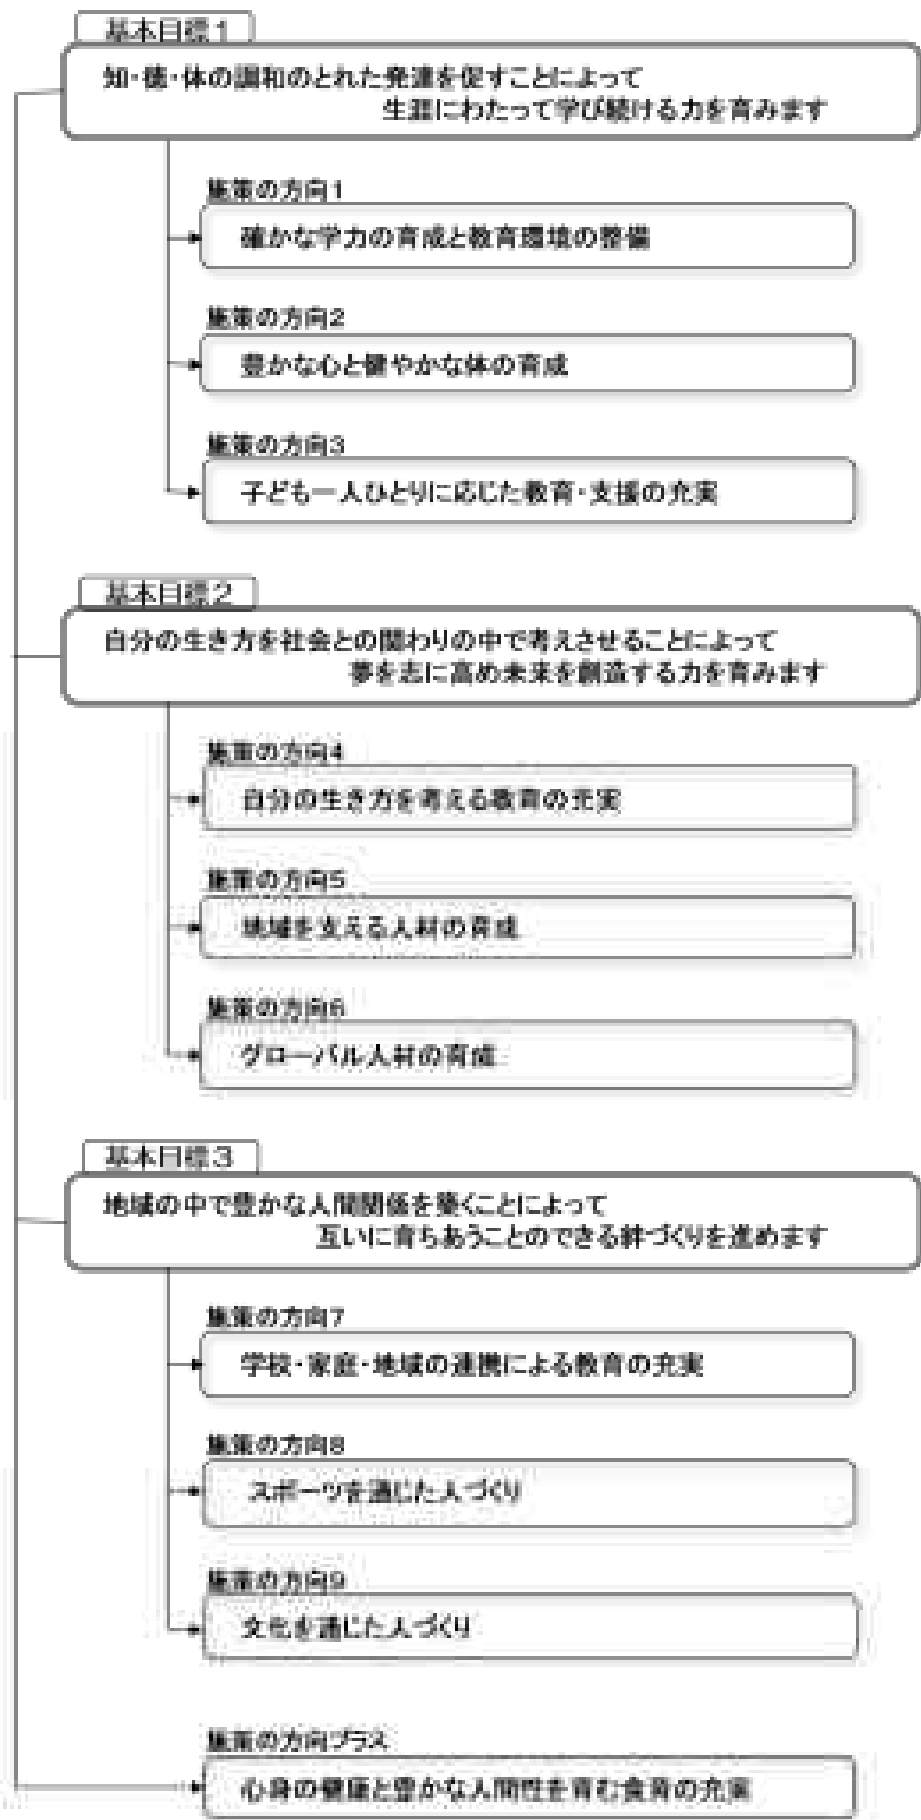 基本目標1
知・徳・体の調和のとれた発達を促すことによって
生涯にわたって学び続ける力を育みます
施策の方向1
確かな学力の育成と教育環境の整備
施策の方向2
豊かな心と健やかな体の育成
施策の方向3
子ども一人ひとりに応じた教育・支援の充実
基本目標2
自分の生き方を社会との関わりの中で考えさせることによって
夢を志に高め未来を創造する力を育みます
施策の方向4
自分の生き方を考える教育の充実
施策の方向5
地域を支える人材の育成
施策の方向6
グローバル人材の育成
基本目標3
地域の中で豊かな人間関係を築くことによって
互いに育ちあうことのできる絆づくりを進めます
施策の方向7
学校・家庭・地域の連携による教育の充実
施策の方向8
スポーツを通じた人づくり
施策の方向9
文化を通じた人づくり
施策の方向プラス
心身の健康と豊かな人間性を育む食育の充実